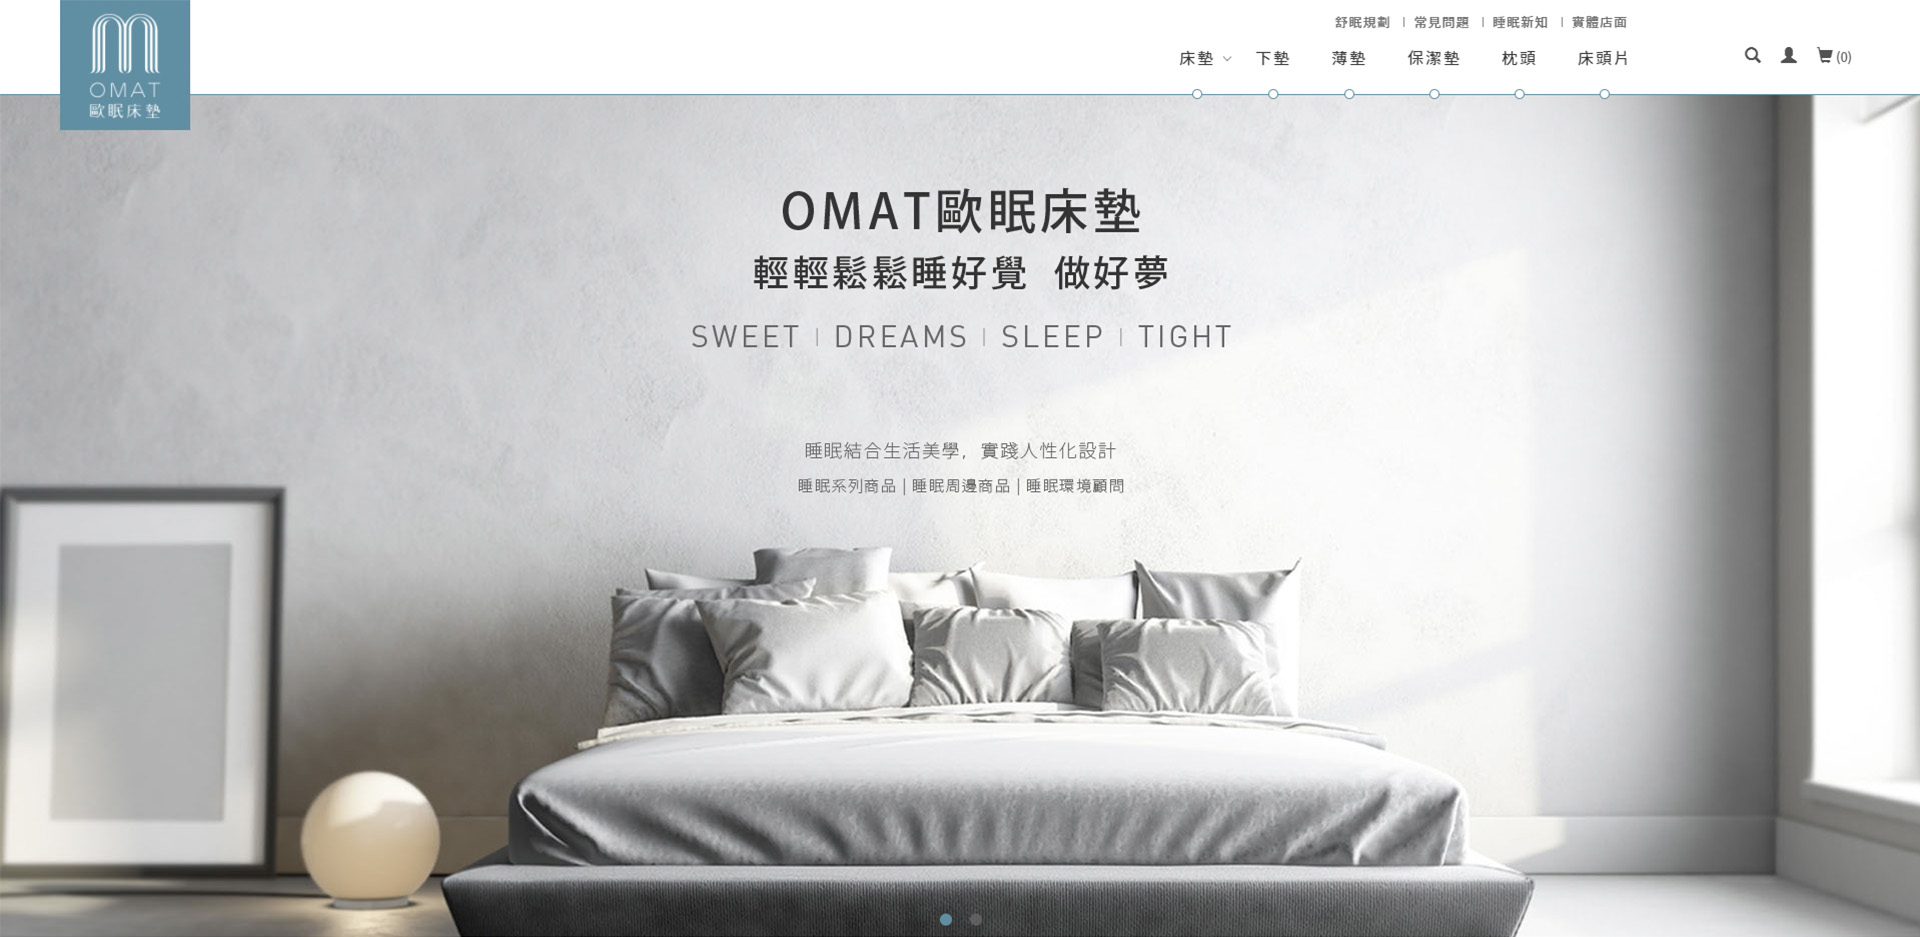 OMAT
歐眠床墊
舒眠規劃 | 常見問題 | 睡眠新知 | 實體店面
床墊 下墊 薄墊 保潔墊 枕頭 床頭片
(0)
OMAT歐眠床墊
輕輕鬆鬆睡好覺 做好夢
SWEET | DREAMS | SLEEP | TIGHT
睡眠結合生活美學，實踐人性化設計
睡眠系列商品 | 睡眠周邊商品 | 睡眠環境顧問